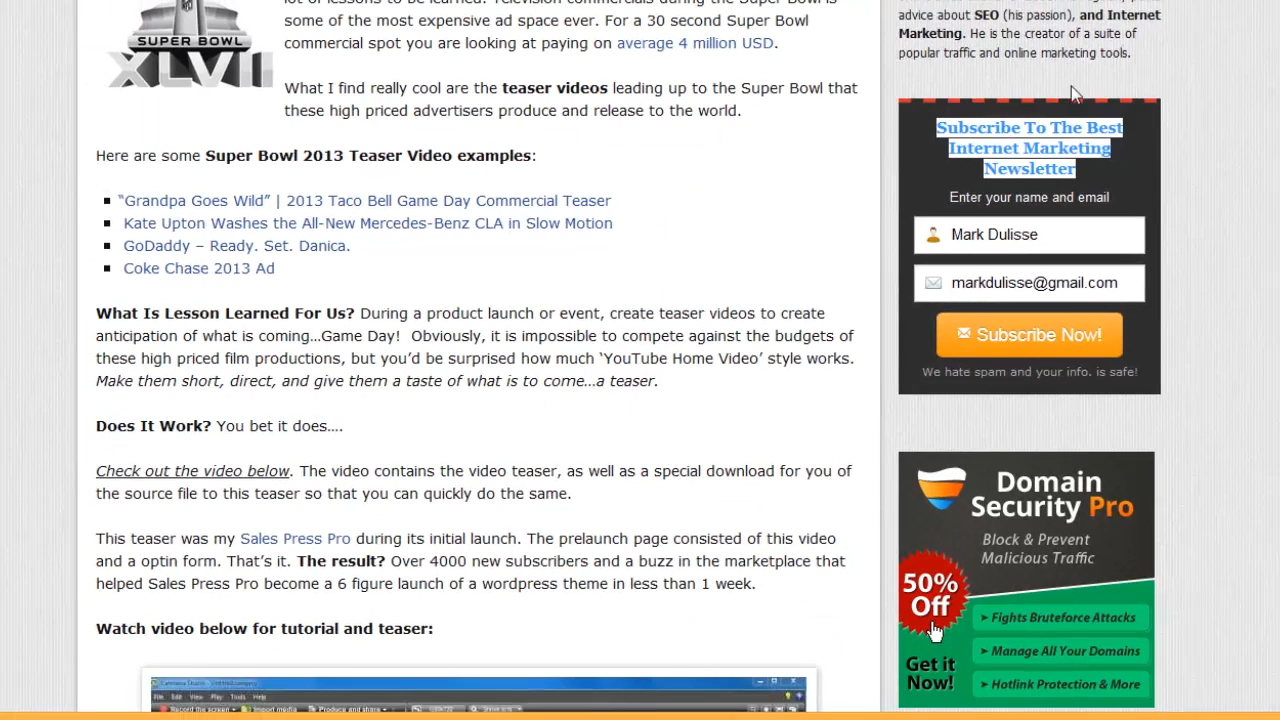 lot of lessons to be learned. Television commercials during the Super Bowl is
some of the most expensive ad space ever. For a 30 second Super Bowl
commercial spot you are looking at paying on average 4 million USD.
SUPER BOWL
XLVII
What I find really cool are the teaser videos leading up to the Super Bowl that
these high priced advertisers produce and release to the world.
Here are some Super Bowl 2013 Teaser Video examples:
“Grandpa Goes Wild” | 2013 Taco Bell Game Day Commercial Teaser
Kate Upton Washes the All-New Mercedes-Benz CLA in Slow Motion
GoDaddy – Ready. Set. Danica.
Coke Chase 2013 Ad
What Is Lesson Learned For Us? During a product launch or event, create teaser videos to create
anticipation of what is coming…Game Day!  Obviously, it is impossible to compete against the budgets of
these high priced film productions, but you’d be surprised how much ‘YouTube Home Video’ style works.
Make them short, direct, and give them a taste of what is to come…a teaser.
Does It Work? You bet it does….
Check out the video below. The video contains the video teaser, as well as a special download for you of
the source file to this teaser so that you can quickly do the same.
This teaser was my Sales Press Pro during its initial launch. The prelaunch page consisted of this video
and a optin form. That’s it. The result? Over 4000 new subscribers and a buzz in the marketplace that
helped Sales Press Pro become a 6 figure launch of a wordpress theme in less than 1 week.
Watch video below for tutorial and teaser:
File Edit View Play Tools Help
Record the screen Import media Produce and share
advice about SEO (his passion), and Internet
Marketing. He is the creator of a suite of
popular traffic and online marketing tools.
Subscribe To The Best
Internet Marketing
Newsletter
Enter your name and email
Mark Dulisse
markdulisse@gmail.com
Subscribe Now!
We hate spam and your info. is safe!
Domain
Security Pro
Block & Prevent
Malicious Traffic
50%
Off
Get it
Now!
➤ Fights Bruteforce Attacks
➤ Manage All Your Domains
➤ Hotlink Protection & More